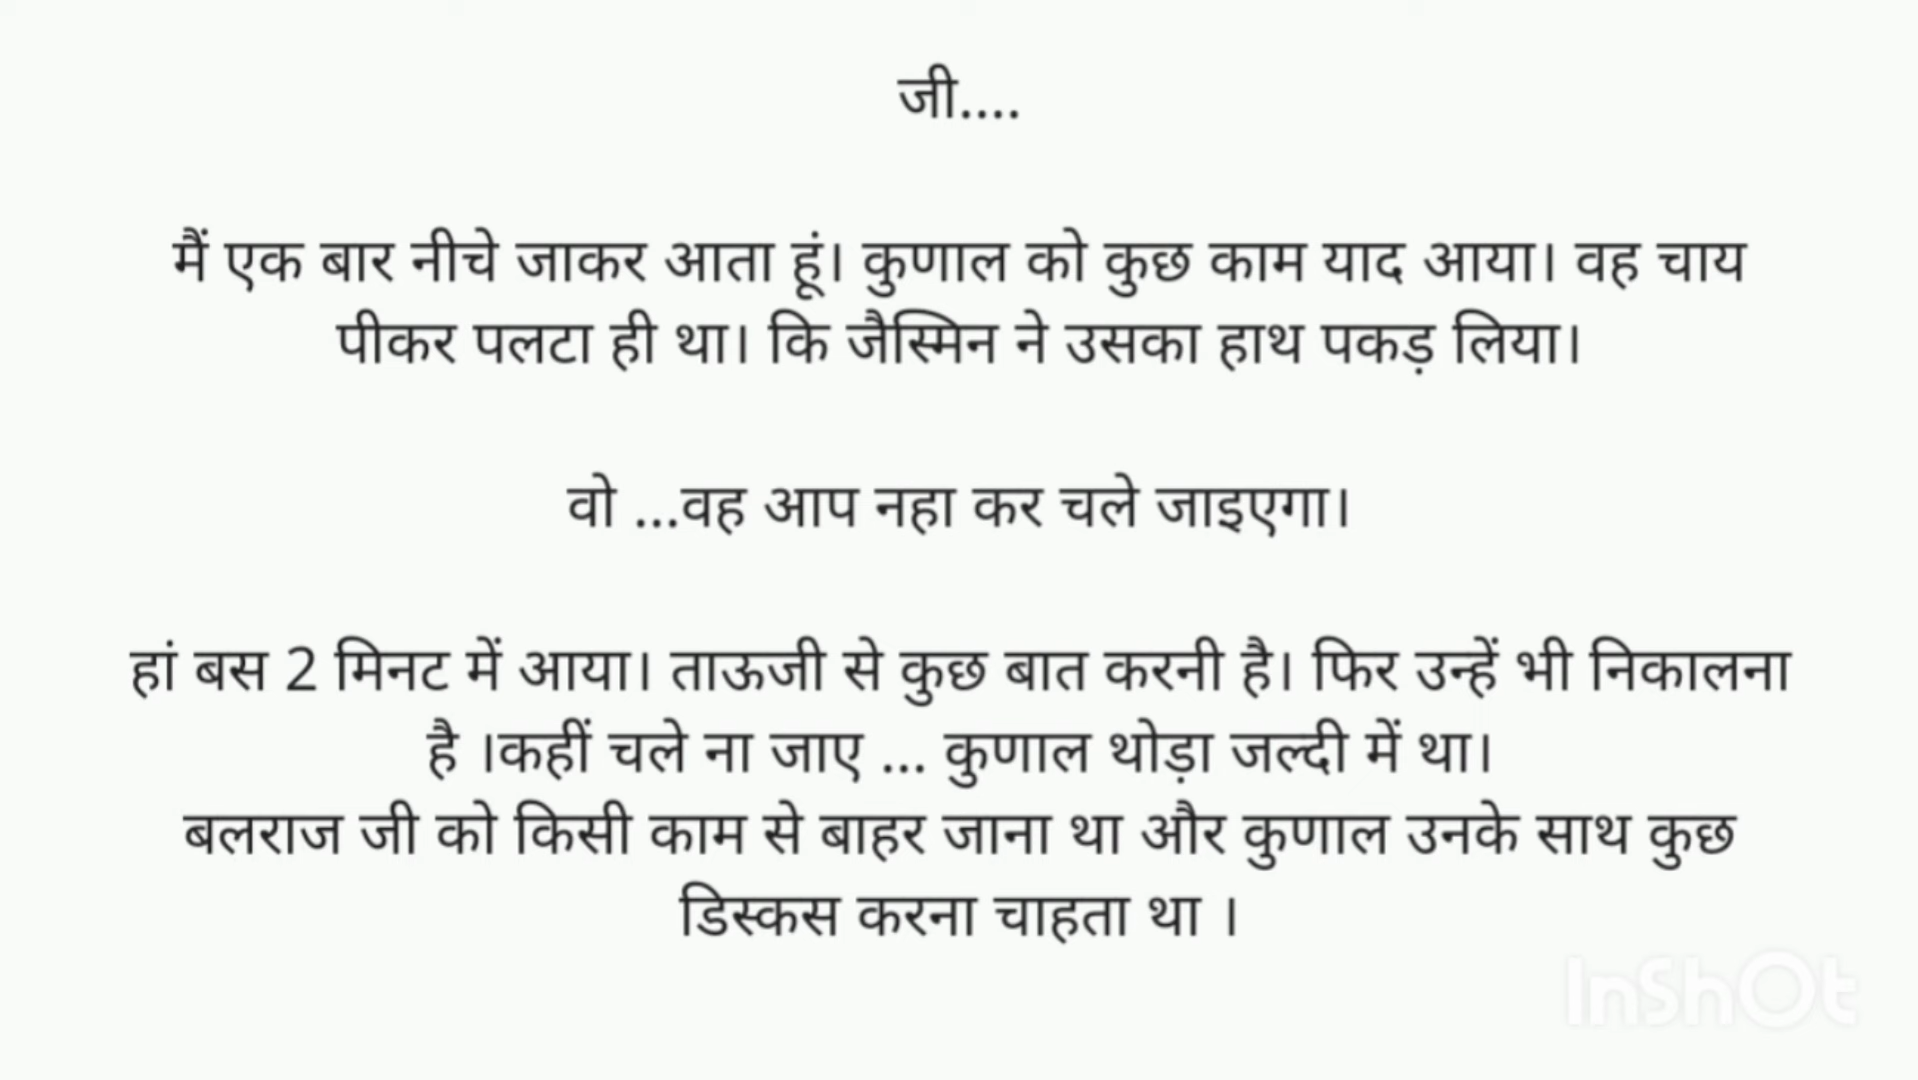 जी....
मैं एक बार नीचे जाकर आता हूं। कुणाल को कुछ काम याद आया। वह चाय
पीकर पलटा ही था। कि जैस्मिन ने उसका हाथ पकड़ लिया।
वो ...वह आप नहा कर चले जाइएगा।
हां बस 2 मिनट में आया। ताऊजी से कुछ बात करनी है। फिर उन्हें भी निकालना
है ।कहीं चले ना जाए ... कुणाल थोड़ा जल्दी में था।
बलराज जी को किसी काम से बाहर जाना था और कुणाल उनके साथ कुछ
डिस्कस करना चाहता था ।
InShOt